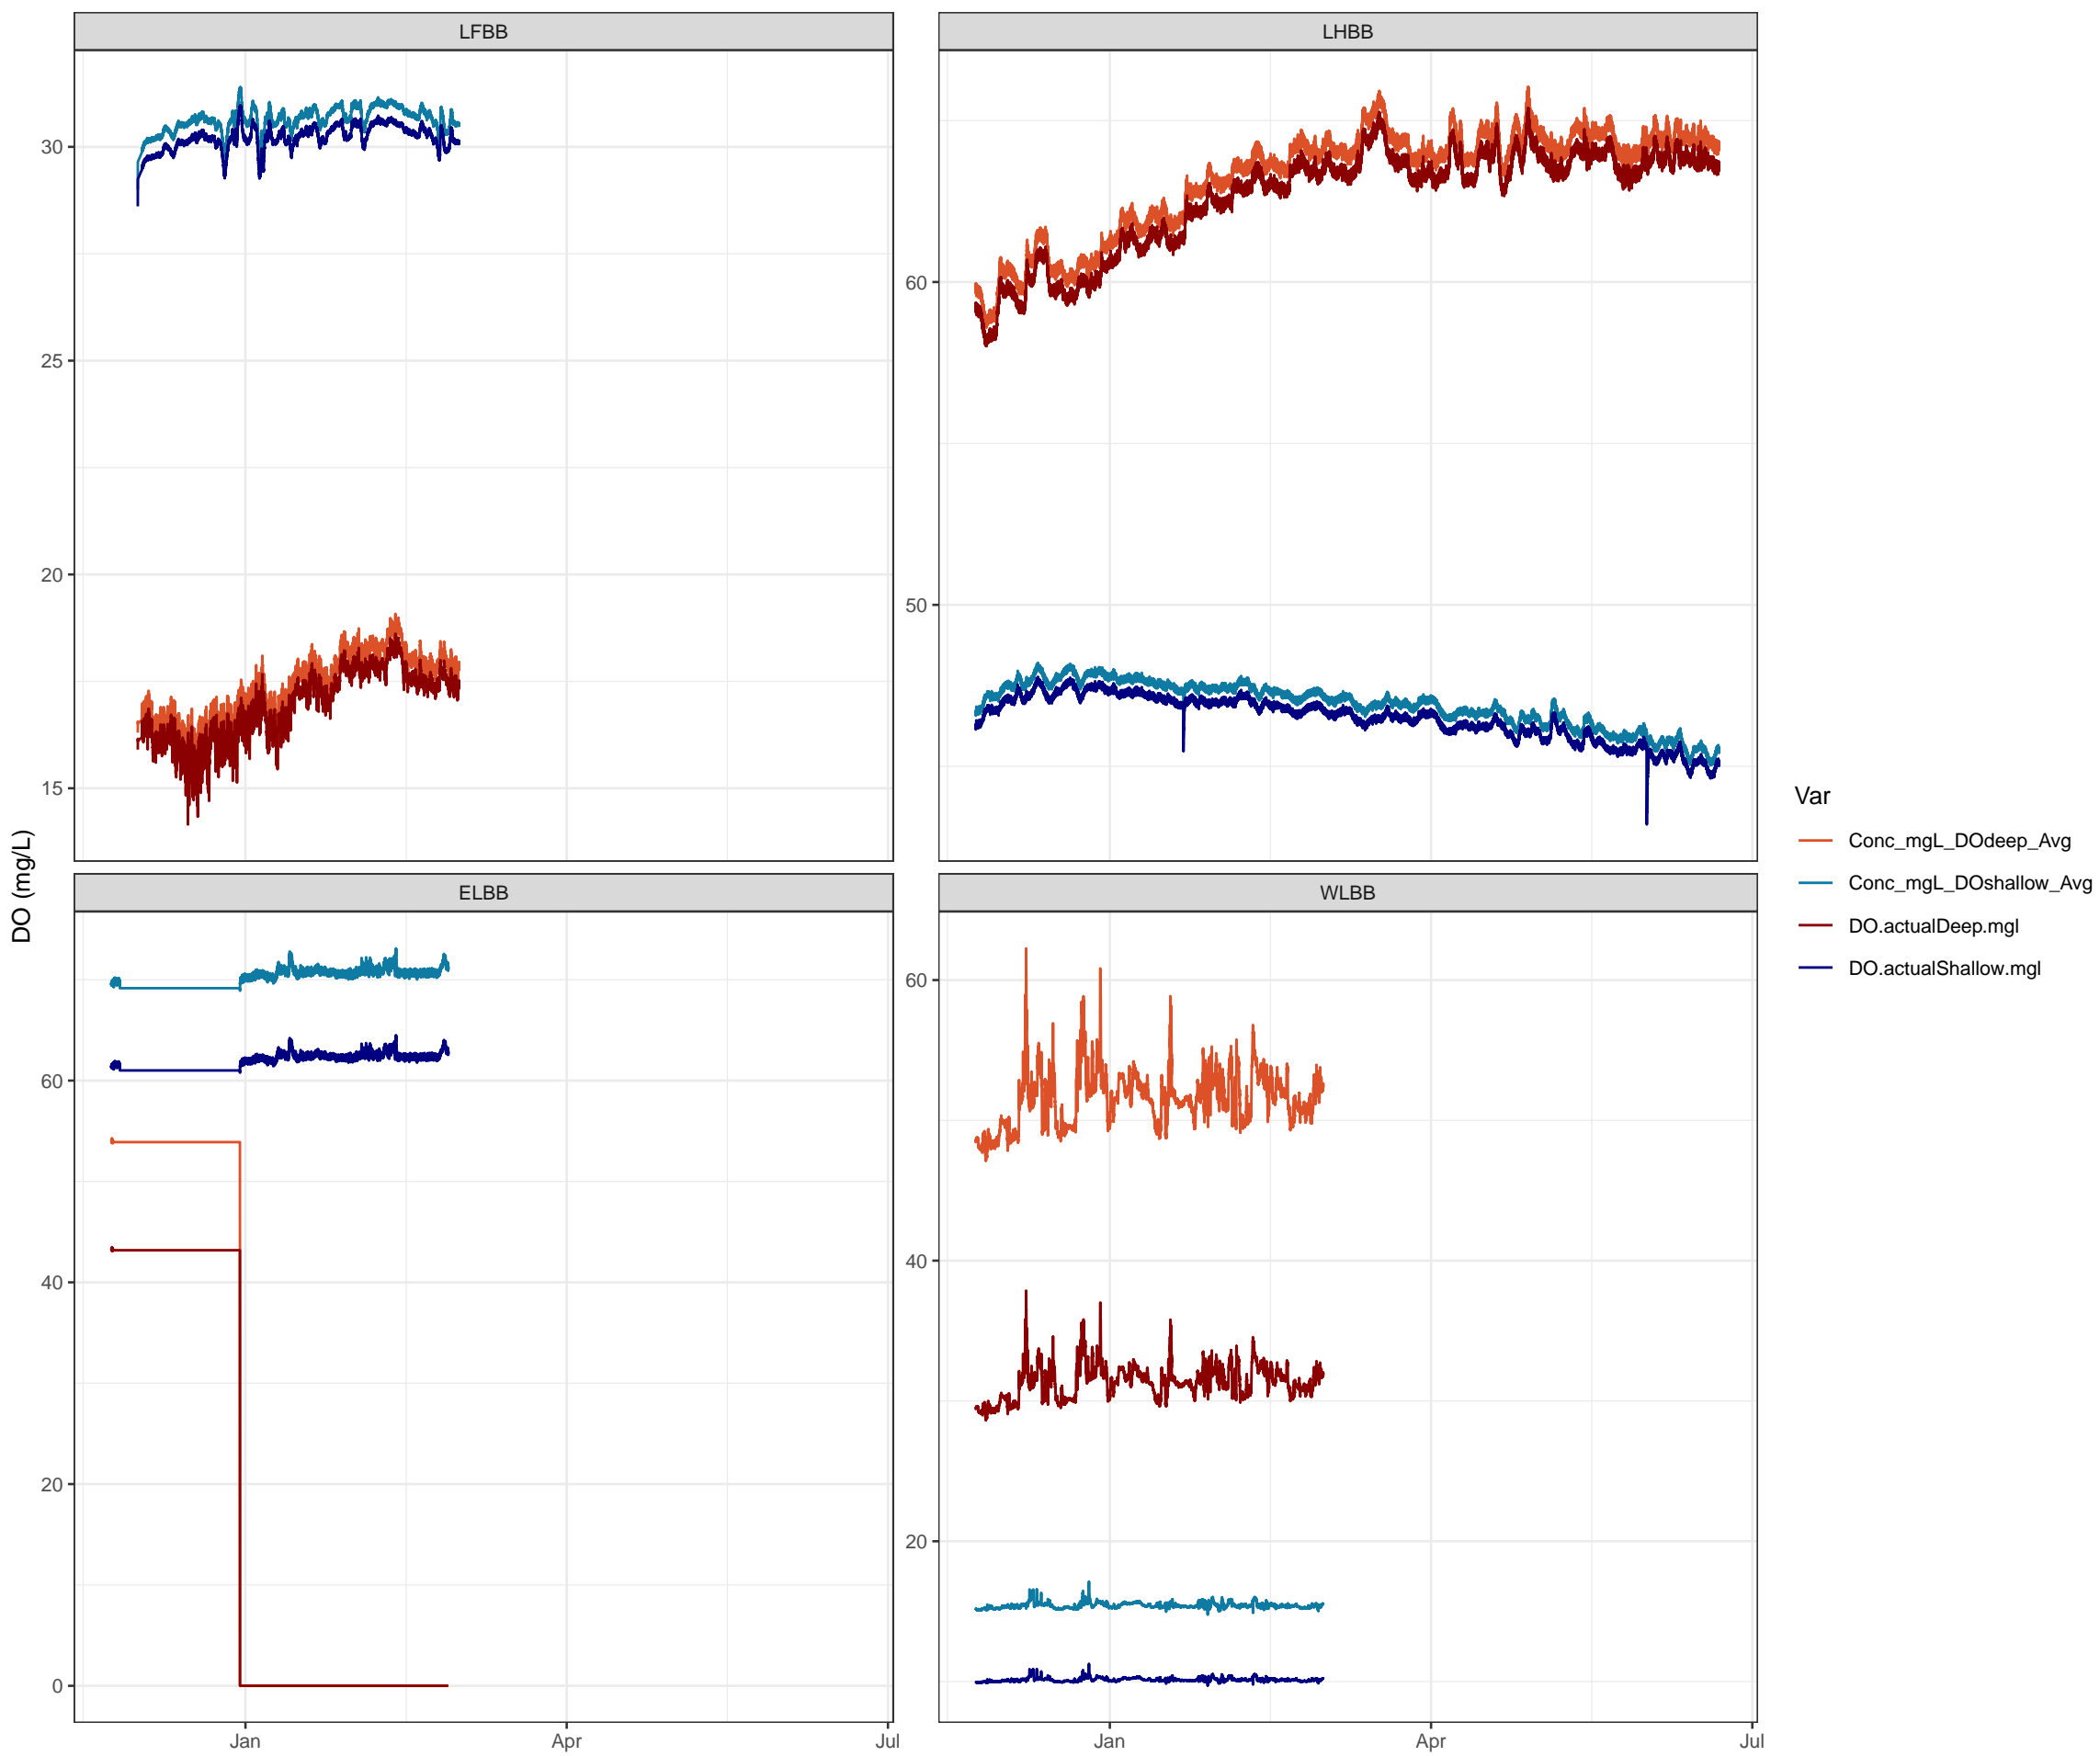 LFBB
LHBB
30
25
20
15
60
50
DO (mg/L)
ELBB
WLBB
60
40
20
0
60
40
20
Jan
Apr
Jul
Jan
Apr
Jul
Var
Conc_mgL_DOdeep_Avg
Conc_mgL_DOshallow_Avg
DO.actualDeep.mgl
DO.actualShallow.mgl